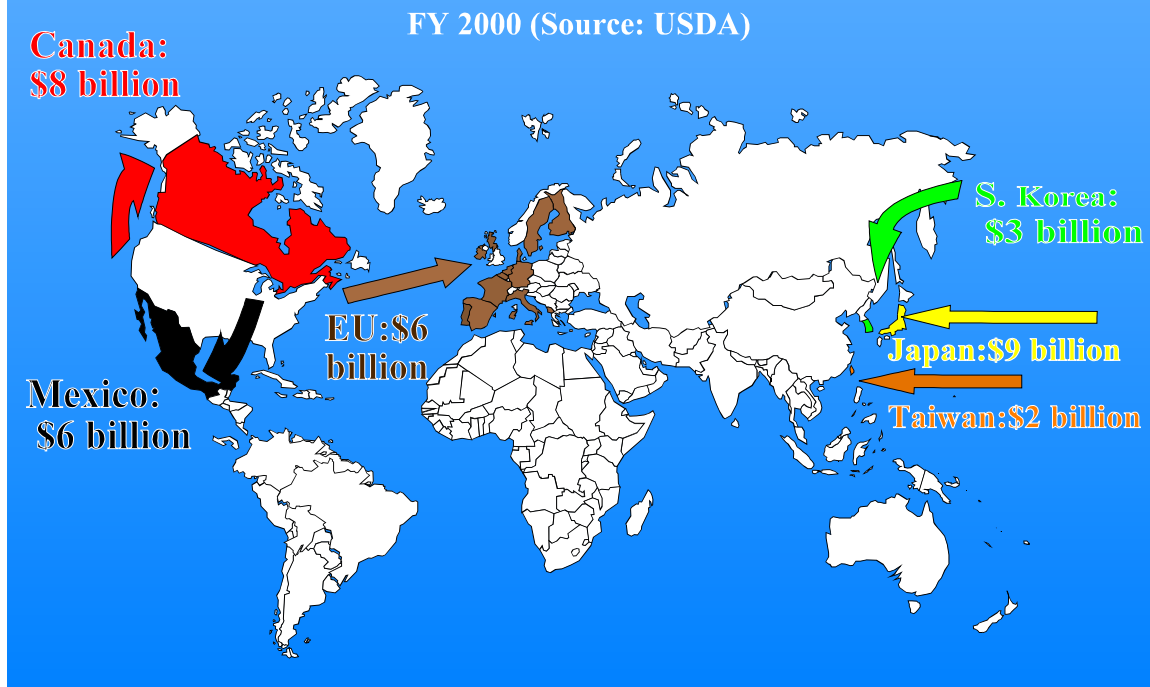 FY 2000 (Source: USDA)
Canada:
$8 billion
S. Korea:
$3 billion
EU:$6
billion
Japan:$9 billion
Mexico:
$6 billion
Taiwan:$2 billion